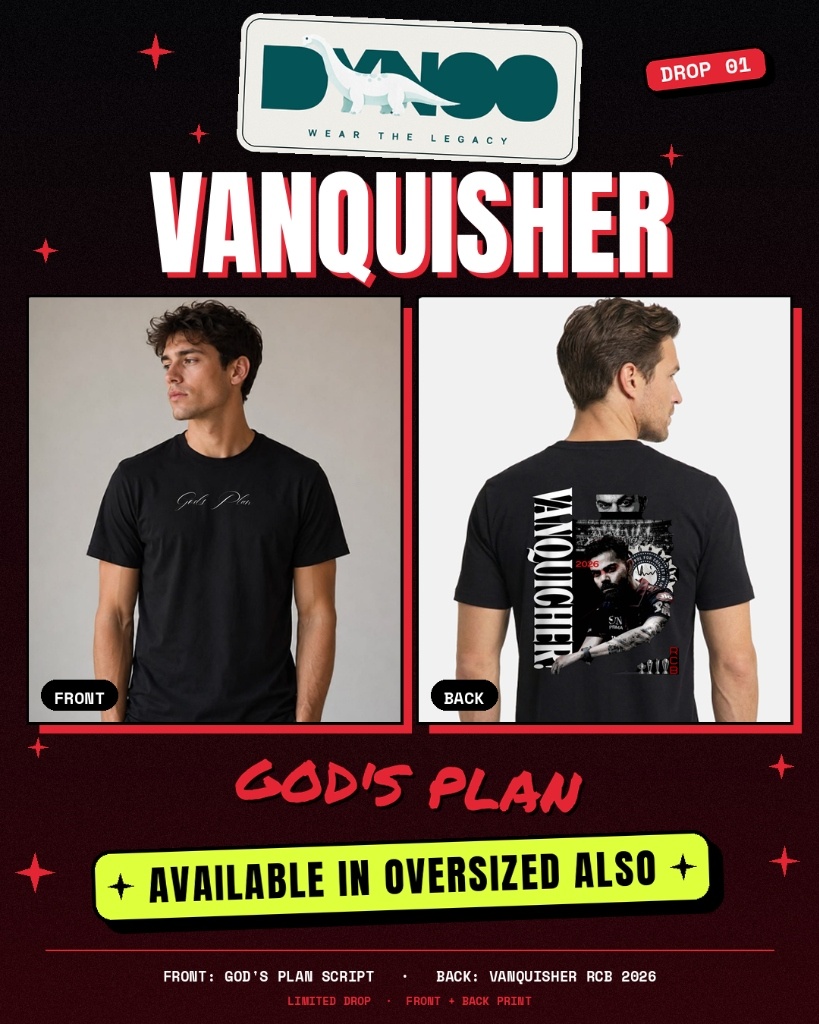 DYNOO
WEAR THE LEGACY
DROP 01
VANQUISHER
God's Plan
FRONT
VANQUICHER!
2026
RCB
BACK
GOD'S PLAN
AVAILABLE IN OVERSIZED ALSO
FRONT: GOD'S PLAN SCRIPT · BACK: VANQUISHER RCB 2026
LIMITED DROP · FRONT + BACK PRINT